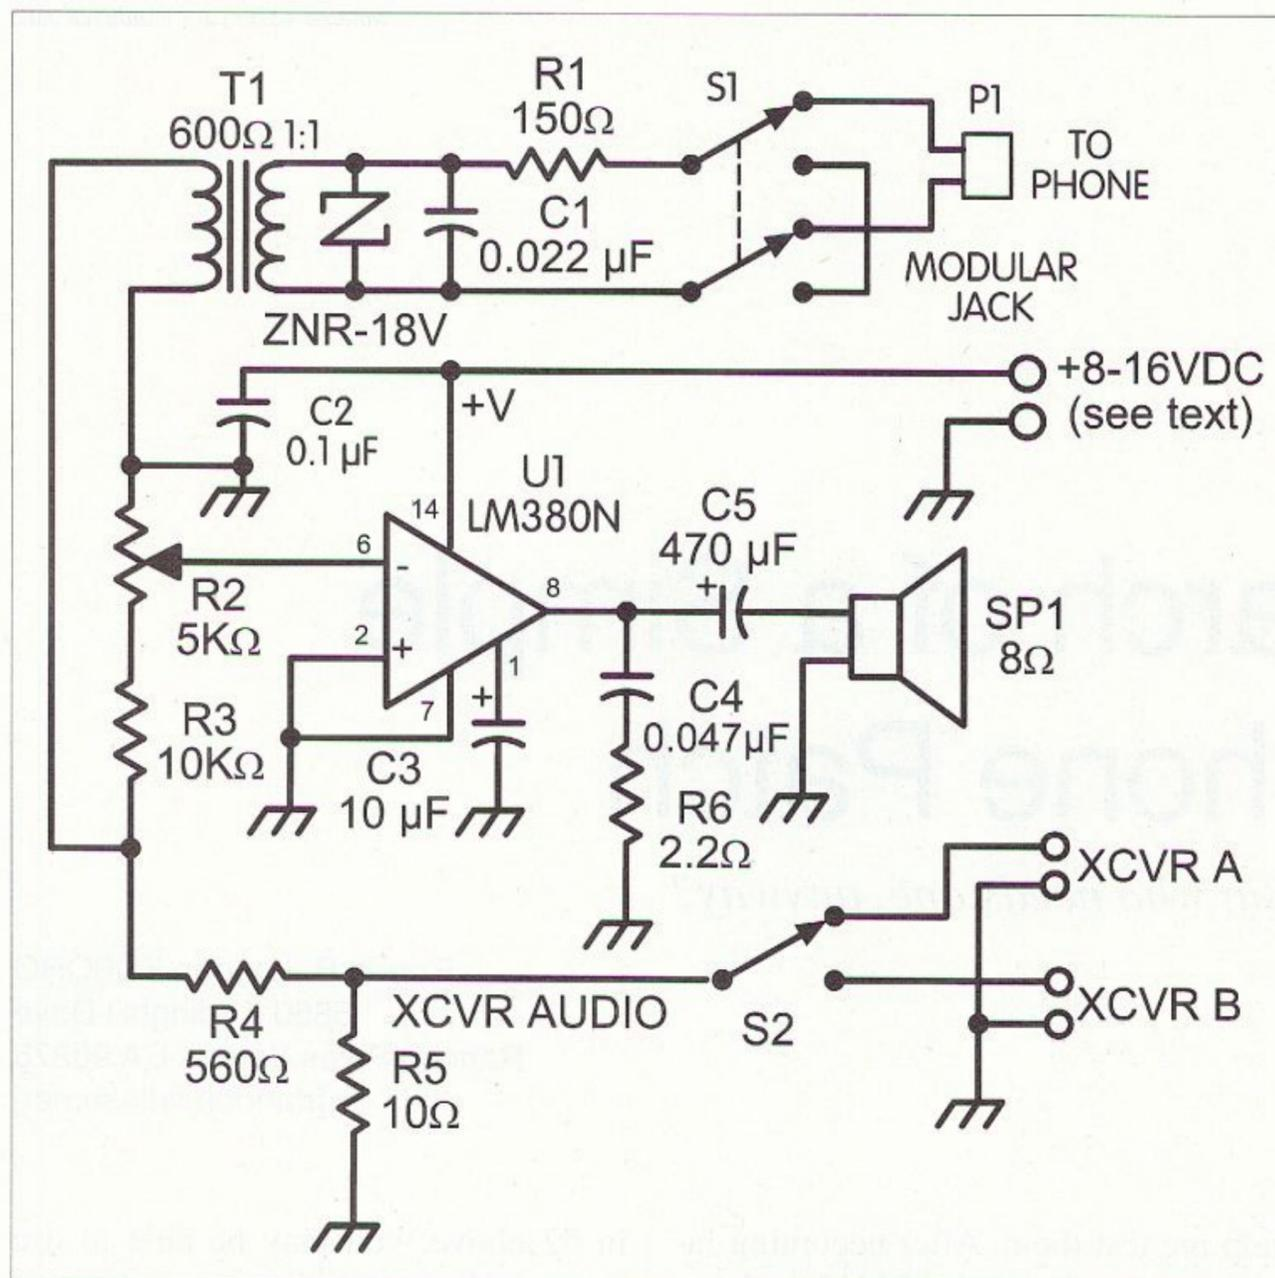 T1
600Ω 1:1
R1
150Ω
S1
P1
TO
PHONE
C1
0.022 µF
MODULAR
JACK
ZNR-18V
+8-16VDC
(see text)
+V
C2
0.1 µF
U1
LM380N
14
6
-
8
2
+
1
7
R2
5KΩ
C5
470 µF
+
SP1
8Ω
R3
10KΩ
C3
10 µF
+
C4
0.047µF
R6
2.2Ω
XCVR A
XCVR AUDIO
S2
XCVR B
R4
560Ω
R5
10Ω